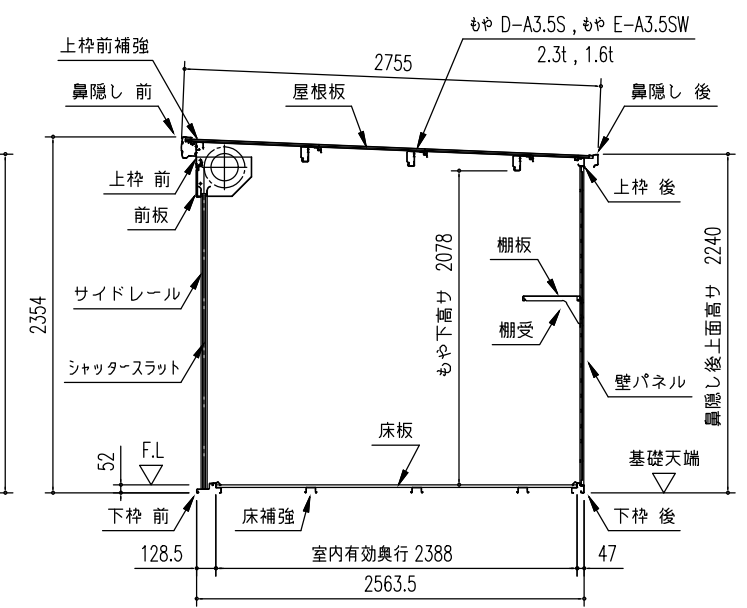 もや D-A3.5S , もや E-A3.5SW
2.3t , 1.6t
上枠前補強
2755
鼻隠し 前
屋根板
鼻隠し 後
上枠 前
上枠 後
前板
棚板
サイドレール
もや下高サ 2078
鼻隠し後上面高サ 2240
2354
棚受
シャッタースラット
壁パネル
床板
F.L
52
基礎天端
下枠 前
床補強
下枠 後
128.5
室内有効奥行 2388
47
2563.5